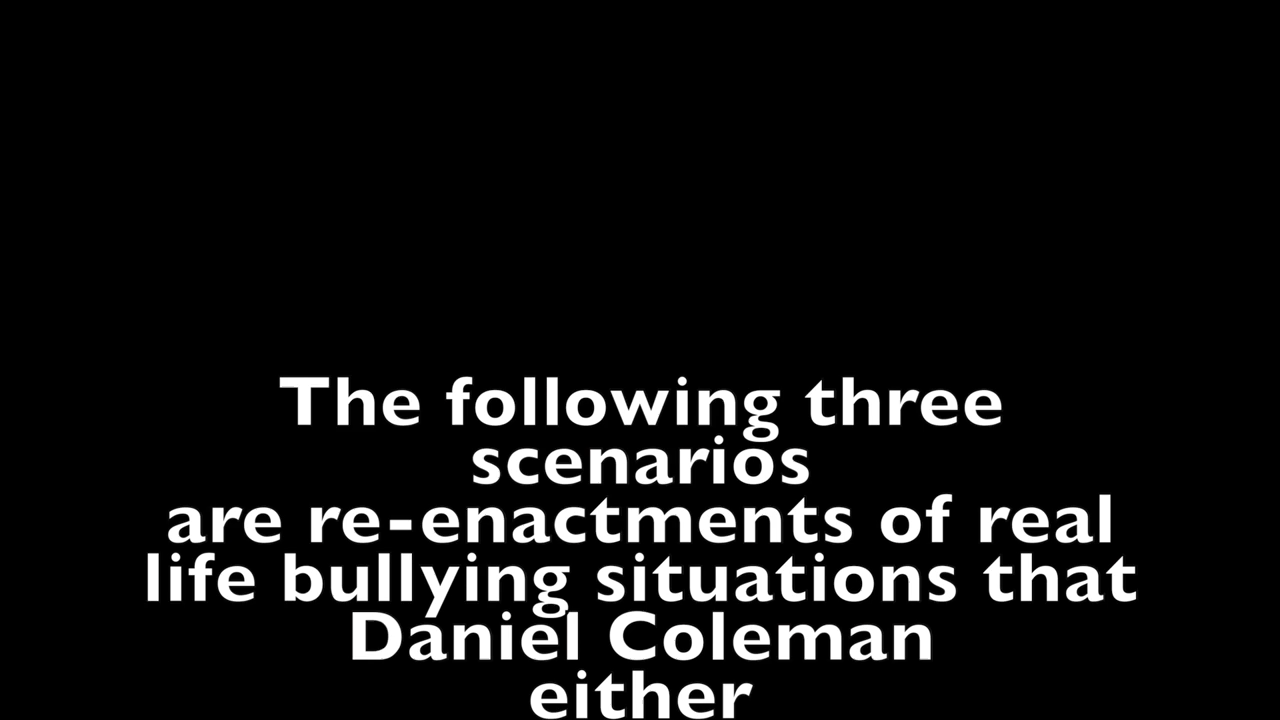 The following three
scenarios
are re-enactments of real
life bullying situations that
Daniel Coleman
either